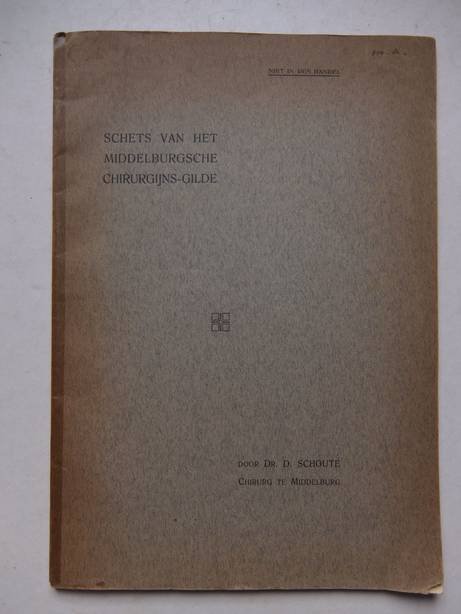 NIET IN DEN HANDEL
SCHETS VAN HET
MIDDELBURGSCHE
CHIRURGIJNS-GILDE
DOOR DR. D. SCHOUTE
CHIRURG TE MIDDELBURG